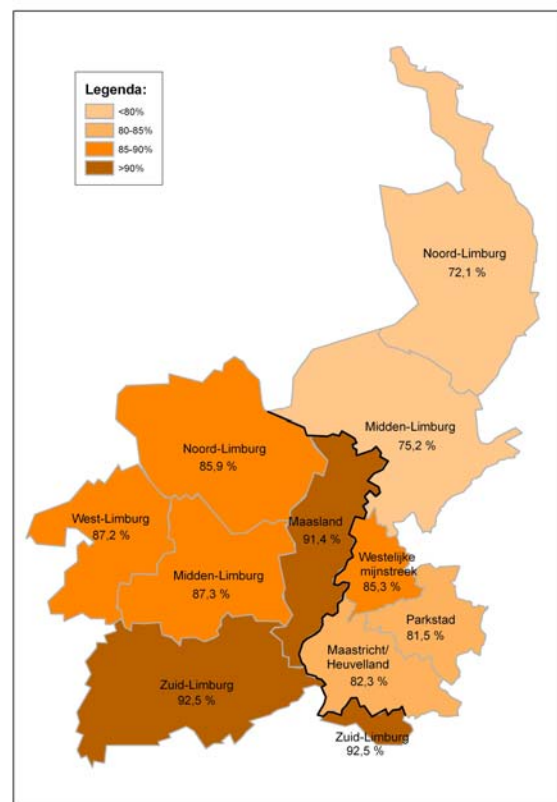 Legenda:
<80%
80-85%
85-90%
>90%
Noord-Limburg
72,1 %
Midden-Limburg
75,2 %
Noord-Limburg
85,9 %
West-Limburg
87,2 %
Maasland
91,4 %
Midden-Limburg
87,3 %
Westelijke
mijnstreek
85,3 %
Parkstad
81,5 %
Maastricht/
Heuvelland
82,3 %
Zuid-Limburg
92,5 %
Zuid-Limburg
92,5 %